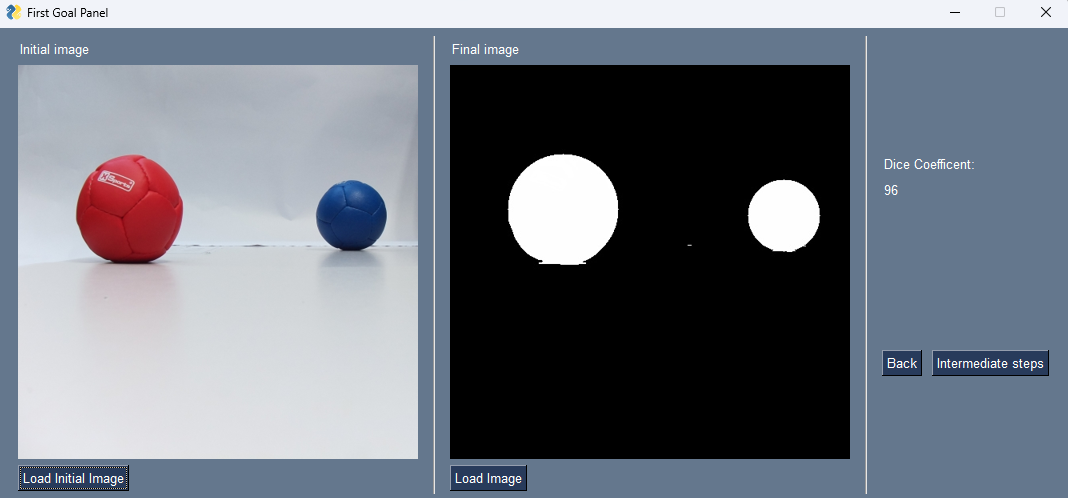 First Goal Panel
Initial image
Final image
Dice Coefficent:
96
Back
Intermediate steps
Load Initial Image
Load Image